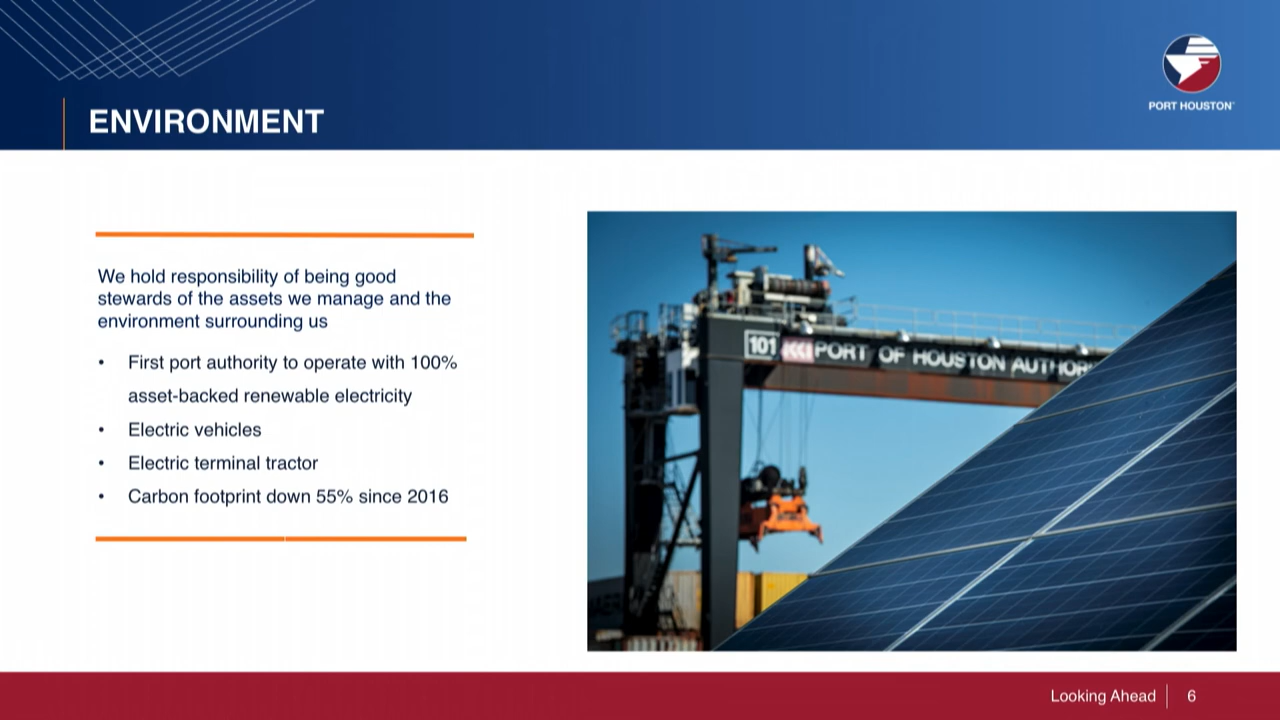 PORT HOUSTON
ENVIRONMENT
We hold responsibility of being good
stewards of the assets we manage and the
environment surrounding us
• First port authority to operate with 100%
asset-backed renewable electricity
• Electric vehicles
• Electric terminal tractor
• Carbon footprint down 55% since 2016
101 PORT OF HOUSTON AUTHOR
Looking Ahead 6